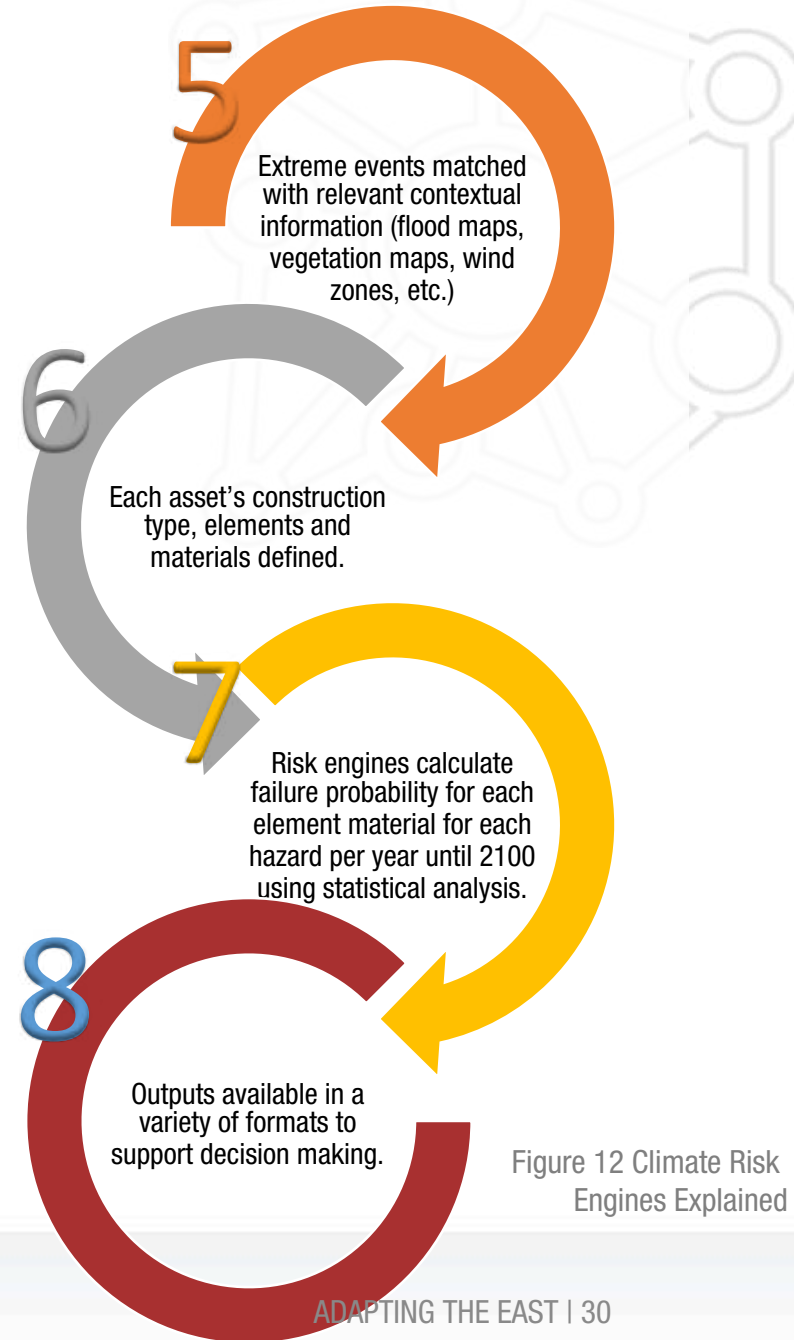 5
Extreme events matched
with relevant contextual
information (flood maps,
vegetation maps, wind
zones, etc.)
6
Each asset’s construction
type, elements and
materials defined.
7
Risk engines calculate
failure probability for each
element material for each
hazard per year until 2100
using statistical analysis.
8
Outputs available in a
variety of formats to
support decision making.
Figure 12 Climate Risk
Engines Explained
ADAPTING THE EAST | 30